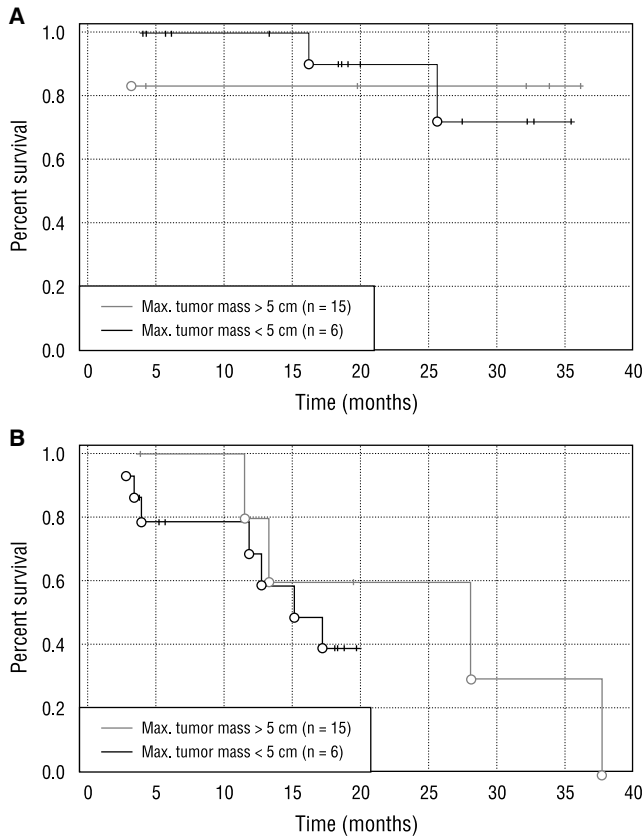 A
Percent survival
1.0
0.8
0.6
0.4
0.2
0.0
Max. tumor mass > 5 cm (n = 15)
Max. tumor mass < 5 cm (n = 6)
0 5 10 15 20 25 30 35 40
Time (months)
B
Percent survival
1.0
0.8
0.6
0.4
0.2
0.0
Max. tumor mass > 5 cm (n = 15)
Max. tumor mass < 5 cm (n = 6)
0 5 10 15 20 25 30 35 40
Time (months)